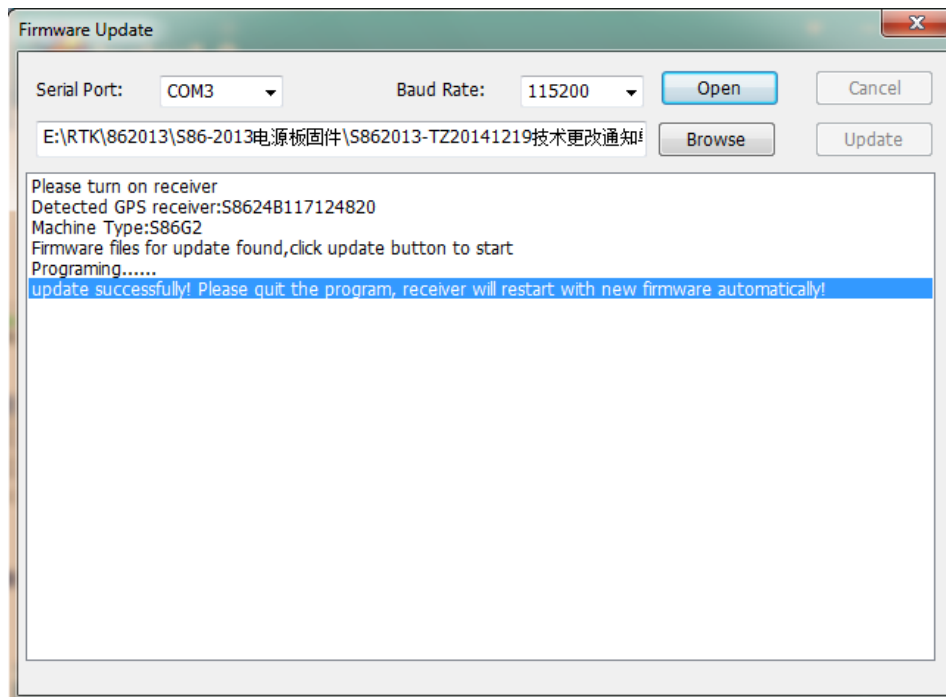 Firmware Update
Serial Port: COM3 Baud Rate: 115200 Open Cancel
E:\RTK\862013\S86-2013电源板固件\S862013-TZ20141219技术更改通知 Browse Update
Please turn on receiver
Detected GPS receiver:S8624B117124820
Machine Type:S86G2
Firmware files for update found,click update button to start
Programing......
update successfully! Please quit the program, receiver will restart with new firmware automatically!